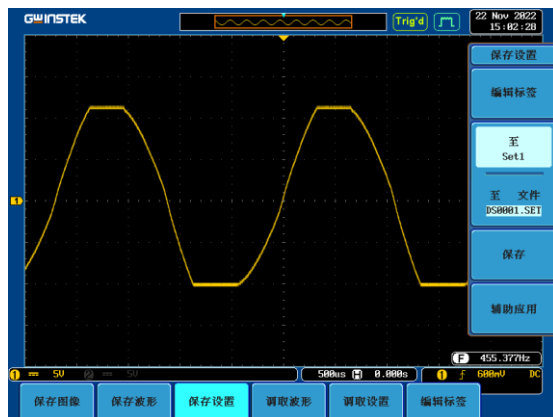 GWINSTEK
Trig'd
22 Nov 2022
15:02:20
保存设置
编辑标签
至
Set1
至 文件
DS0001.SET
保存
辅助应用
1
F 455.377Hz
1 5V 2 5V 500us H 0.000s 1 f 600mV DC
保存图像 保存波形 保存设置 调取波形 调取设置 编辑标签